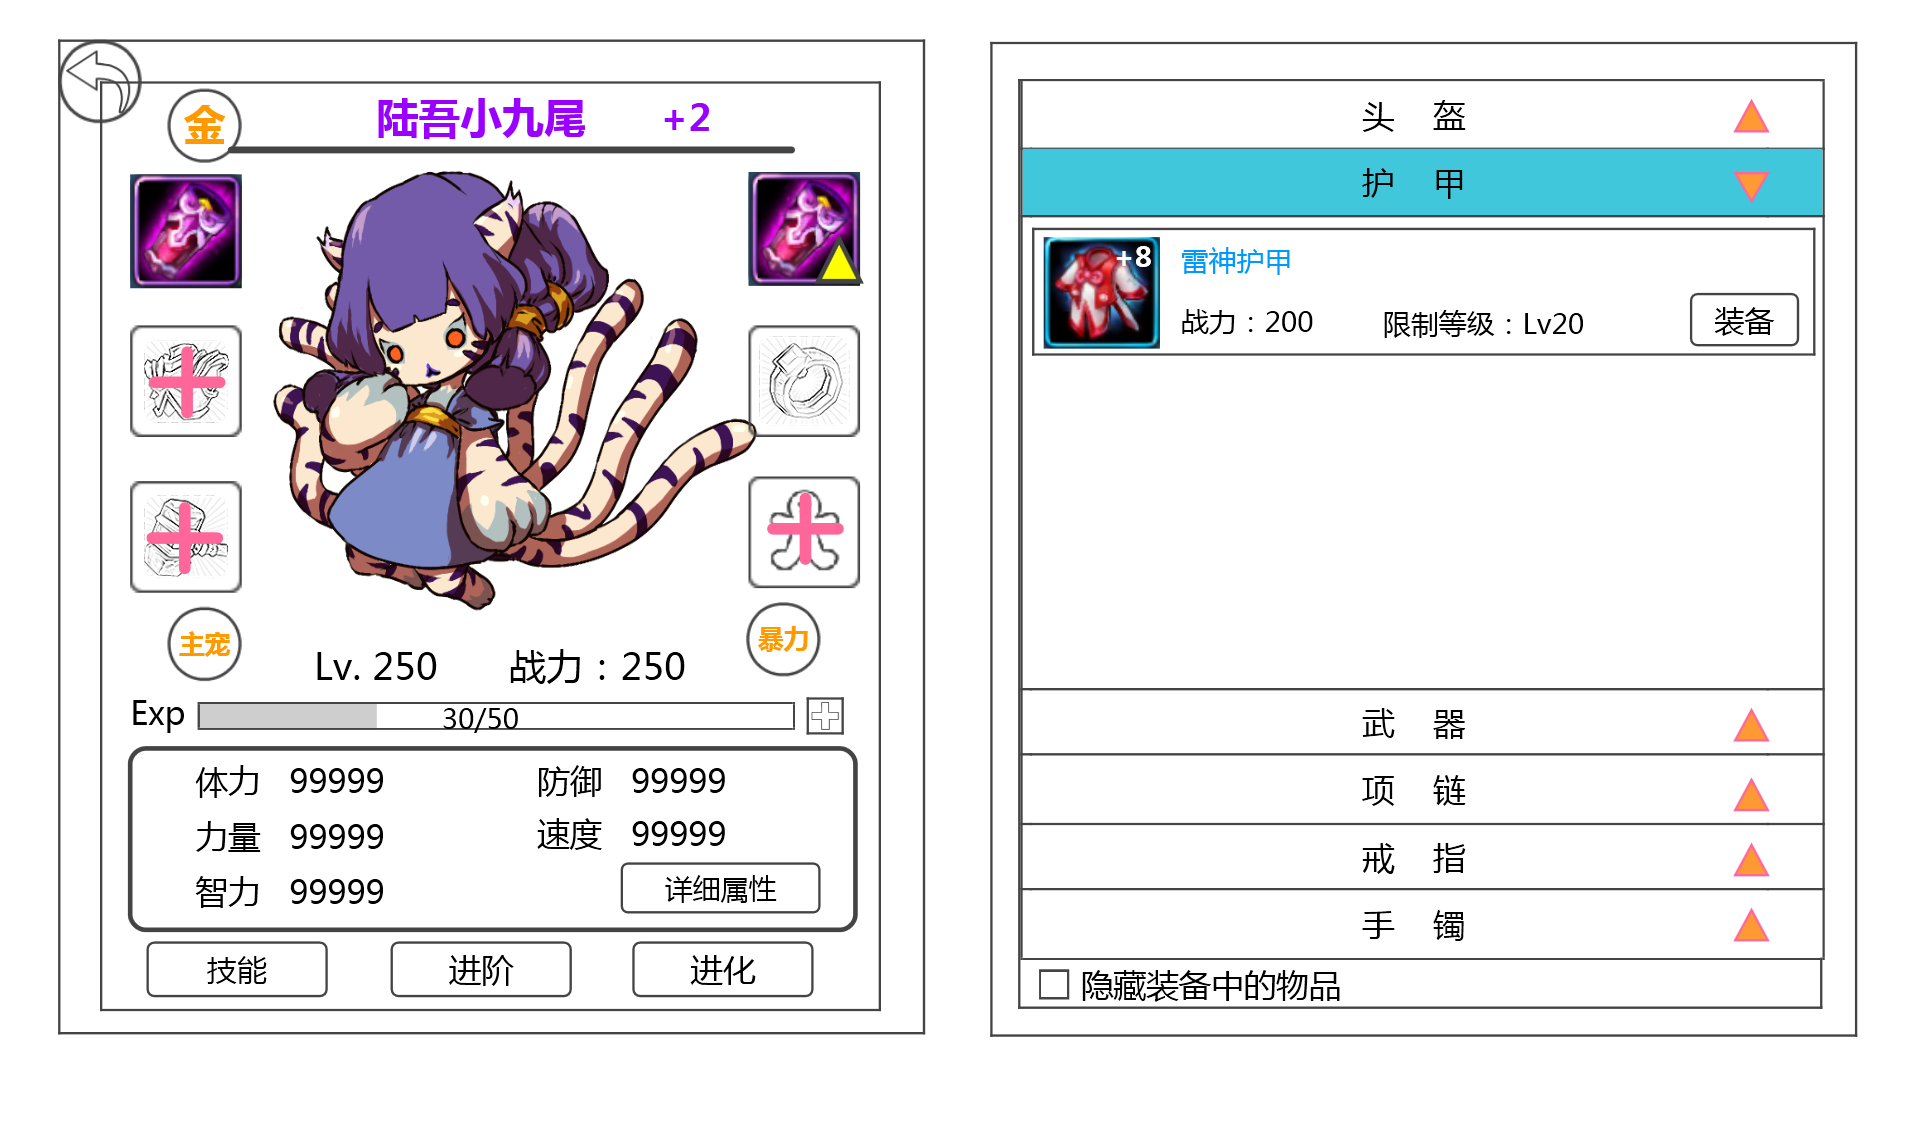 金
陆吾小九尾 +2
主宠
暴力
Lv. 250 战力：250
Exp 30/50
体力 99999 防御 99999
力量 99999 速度 99999
智力 99999
详细属性
技能 进阶 进化
头 盔
护 甲
+8
雷神护甲
战力：200 限制等级：Lv20
装备
武 器
项 链
戒 指
手 镯
隐藏装备中的物品